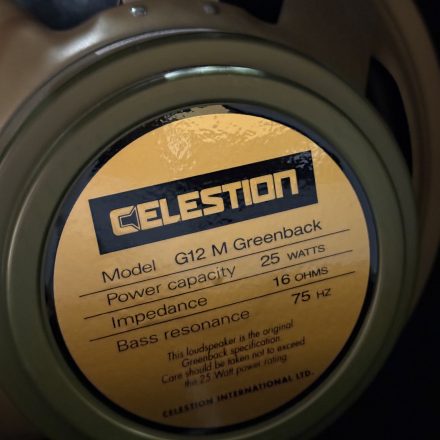 CELESTION
Model G12 M Greenback
Power capacity 25 WATTS
Impedance 16 OHMS
Bass resonance 75 HZ
This loudspeaker is the original
Greenback specification.
Care should be taken not to exceed
the 25 Watt power rating.
CELESTION INTERNATIONAL LTD.